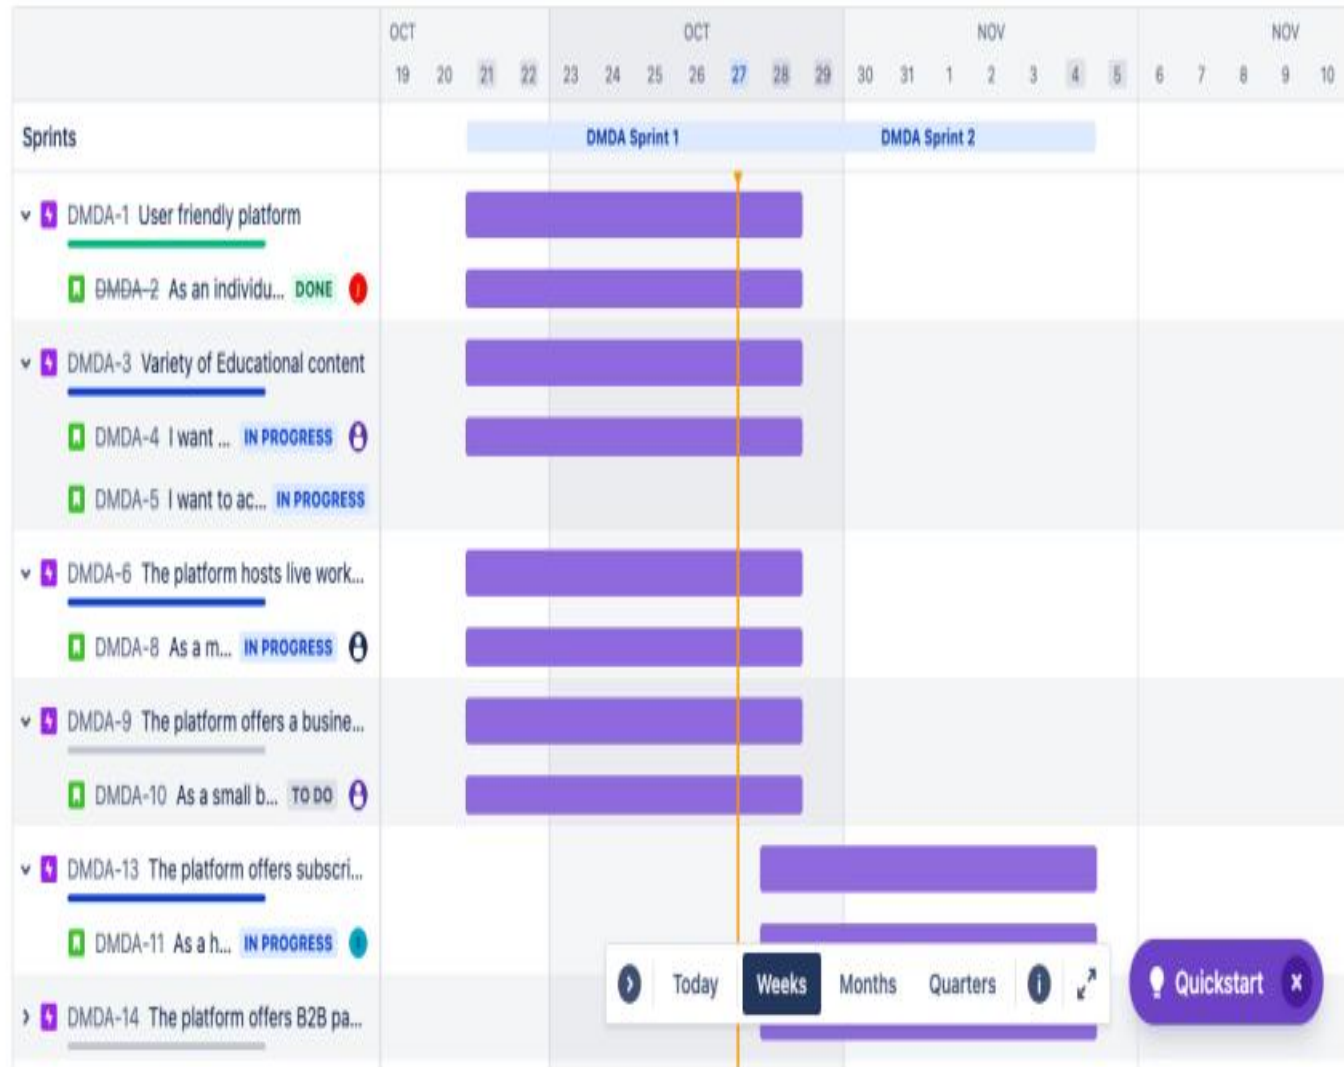 OCT OCT NOV NOV
19 20 21 22 23 24 25 26 27 28 29 30 31 1 2 3 4 5 6 7 8 9 10
Sprints DMDA Sprint 1 DMDA Sprint 2
DMDA-1 User friendly platform
DMDA-2 As an individu... DONE
DMDA-3 Variety of Educational content
DMDA-4 I want ... IN PROGRESS
DMDA-5 I want to ac... IN PROGRESS
DMDA-6 The platform hosts live work...
DMDA-8 As a m... IN PROGRESS
DMDA-9 The platform offers a busine...
DMDA-10 As a small b... TO DO
DMDA-13 The platform offers subscri...
DMDA-11 As a h... IN PROGRESS
Today Weeks Months Quarters Quickstart
DMDA-14 The platform offers B2B pa...